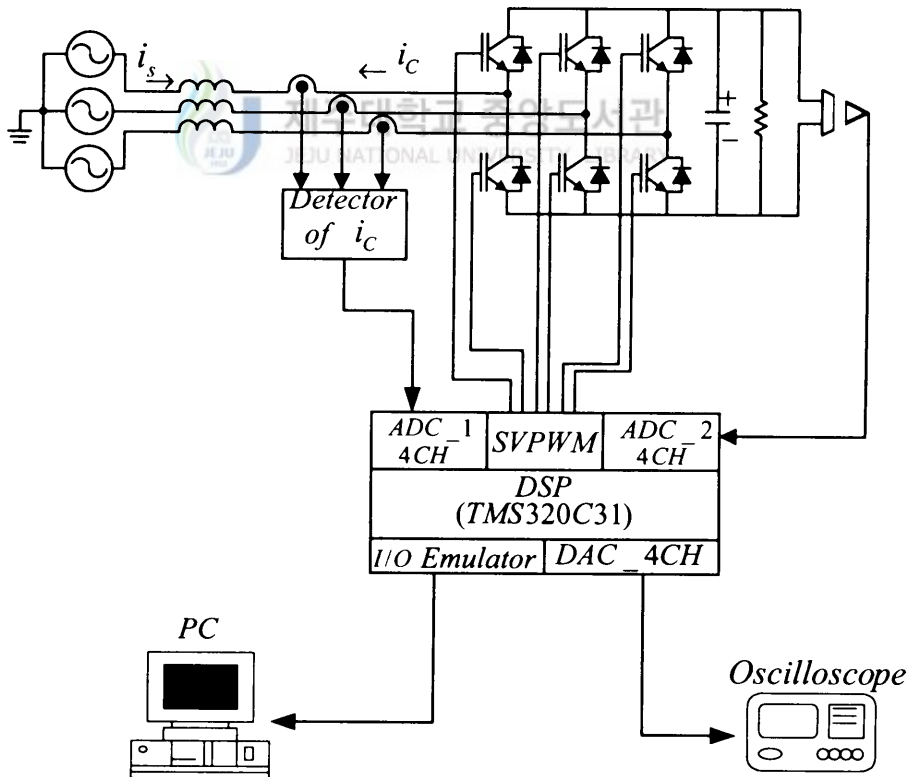 i_s
i_C
제주대학교 중앙도서관
JEJU NATIONAL UNIVERSITY LIBRARY
JEJU
+
−
Detector
of i_C
ADC_1
4CH
SVPWM
ADC_2
4CH
DSP
(TMS320C31)
I/O Emulator
DAC_4CH
PC
Oscilloscope